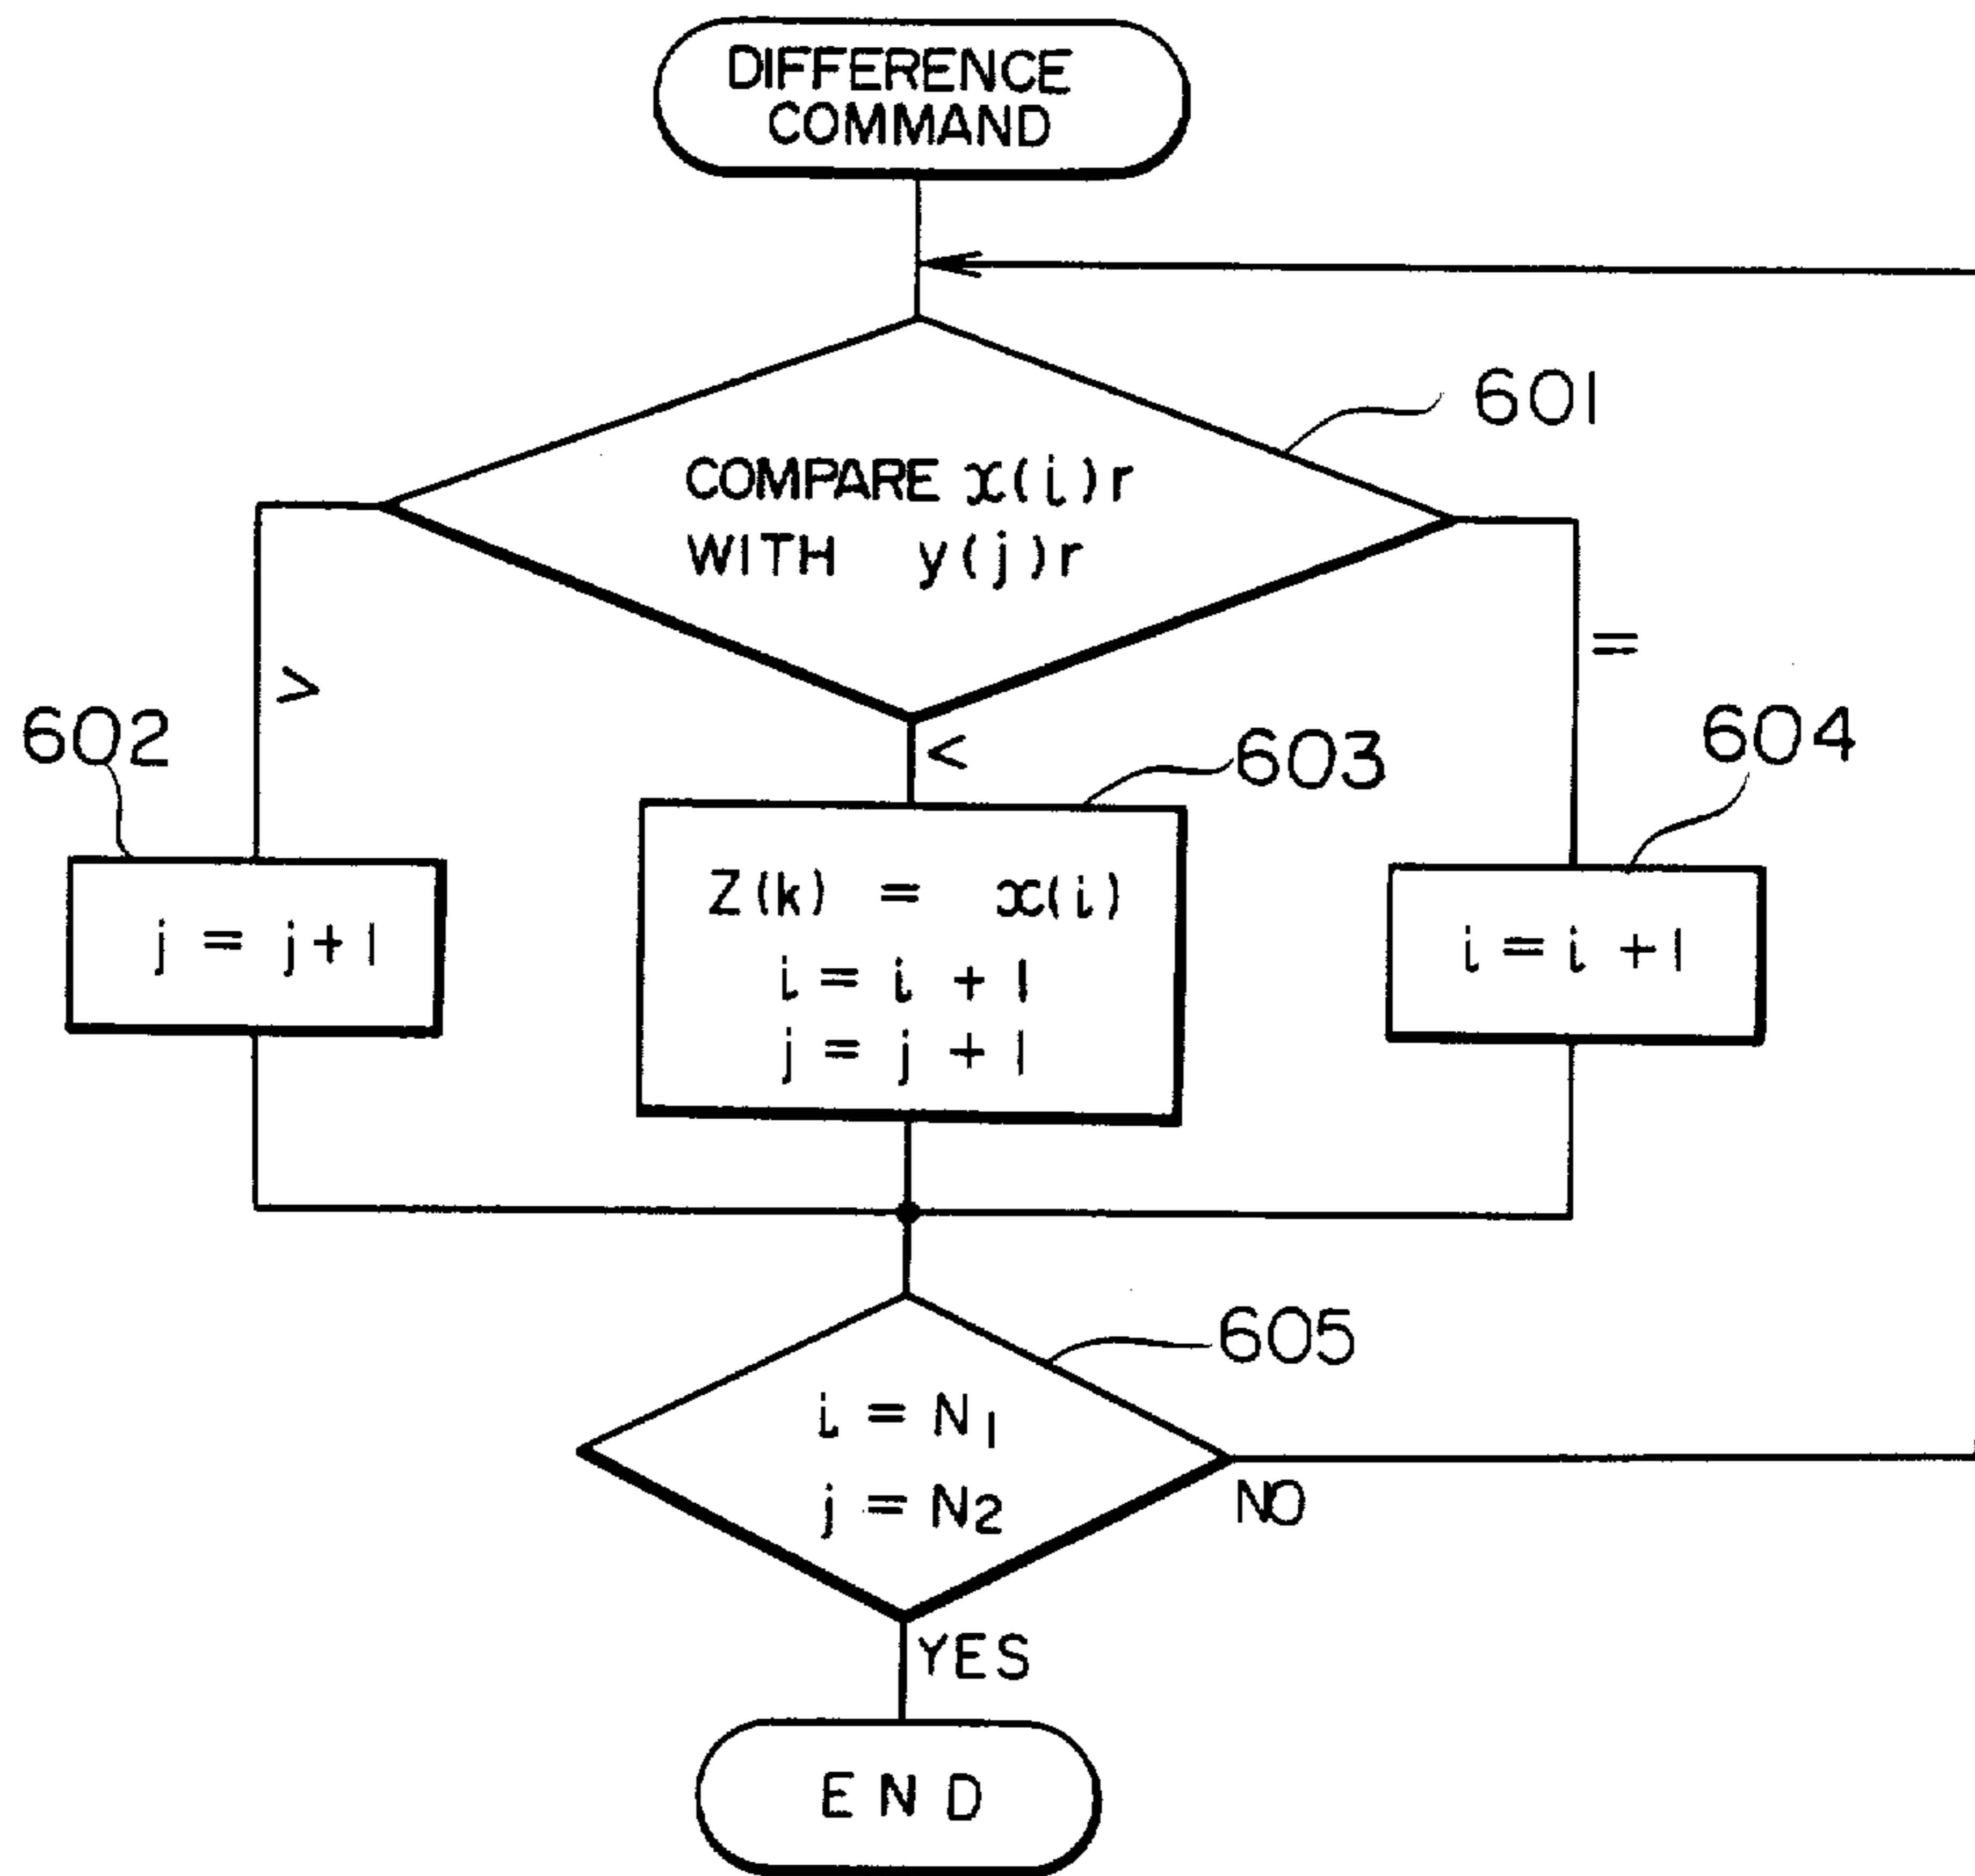 DIFFERENCE
COMMAND
601
COMPARE x(i)r
WITH y(j)r
>
=
<
602
603
604
j = j+1
Z(k) = x(i)
i = i + 1
j = j + 1
i = i + 1
605
i = N1
j = N2
NO
YES
END